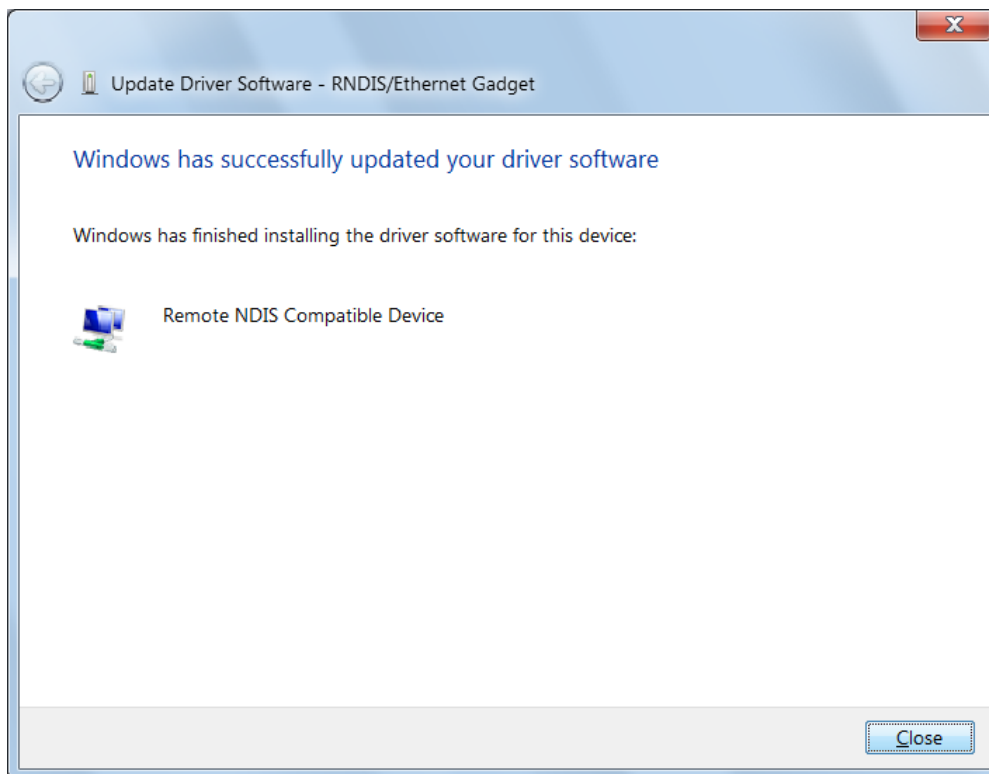 Update Driver Software - RNDIS/Ethernet Gadget
Windows has successfully updated your driver software
Windows has finished installing the driver software for this device:
Remote NDIS Compatible Device
Close